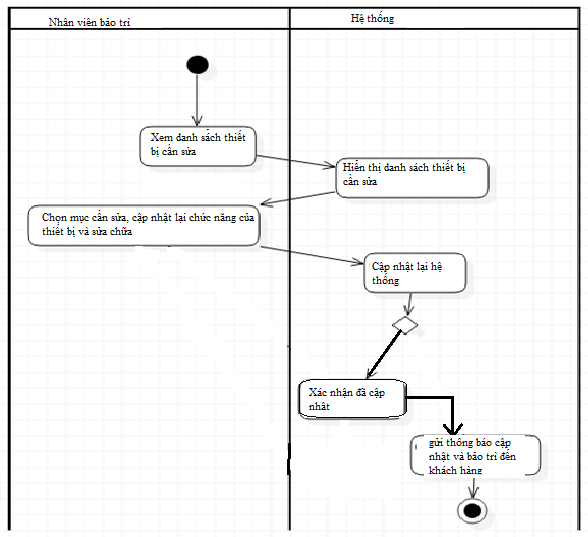 Nhân viên bảo trì
Hệ thống
Xem danh sách thiết
bị cần sửa
Hiển thị danh sách thiết bị
cần sửa
Chọn mục cần sửa, cập nhật lại chức năng của
thiết bị và sửa chữa
Cập nhật lại hệ
thống
Xác nhận đã cập
nhât
gửi thông báo cập
nhật và bảo trì đến
khách hàng